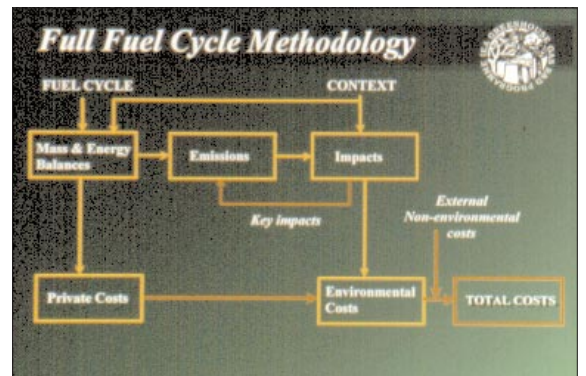 Full Fuel Cycle Methodology
FUEL CYCLE
CONTEXT
Mass & Energy
Balances
Emissions
Impacts
Key impacts
External
Non-environmental
costs
Private Costs
Environmental
Costs
TOTAL COSTS